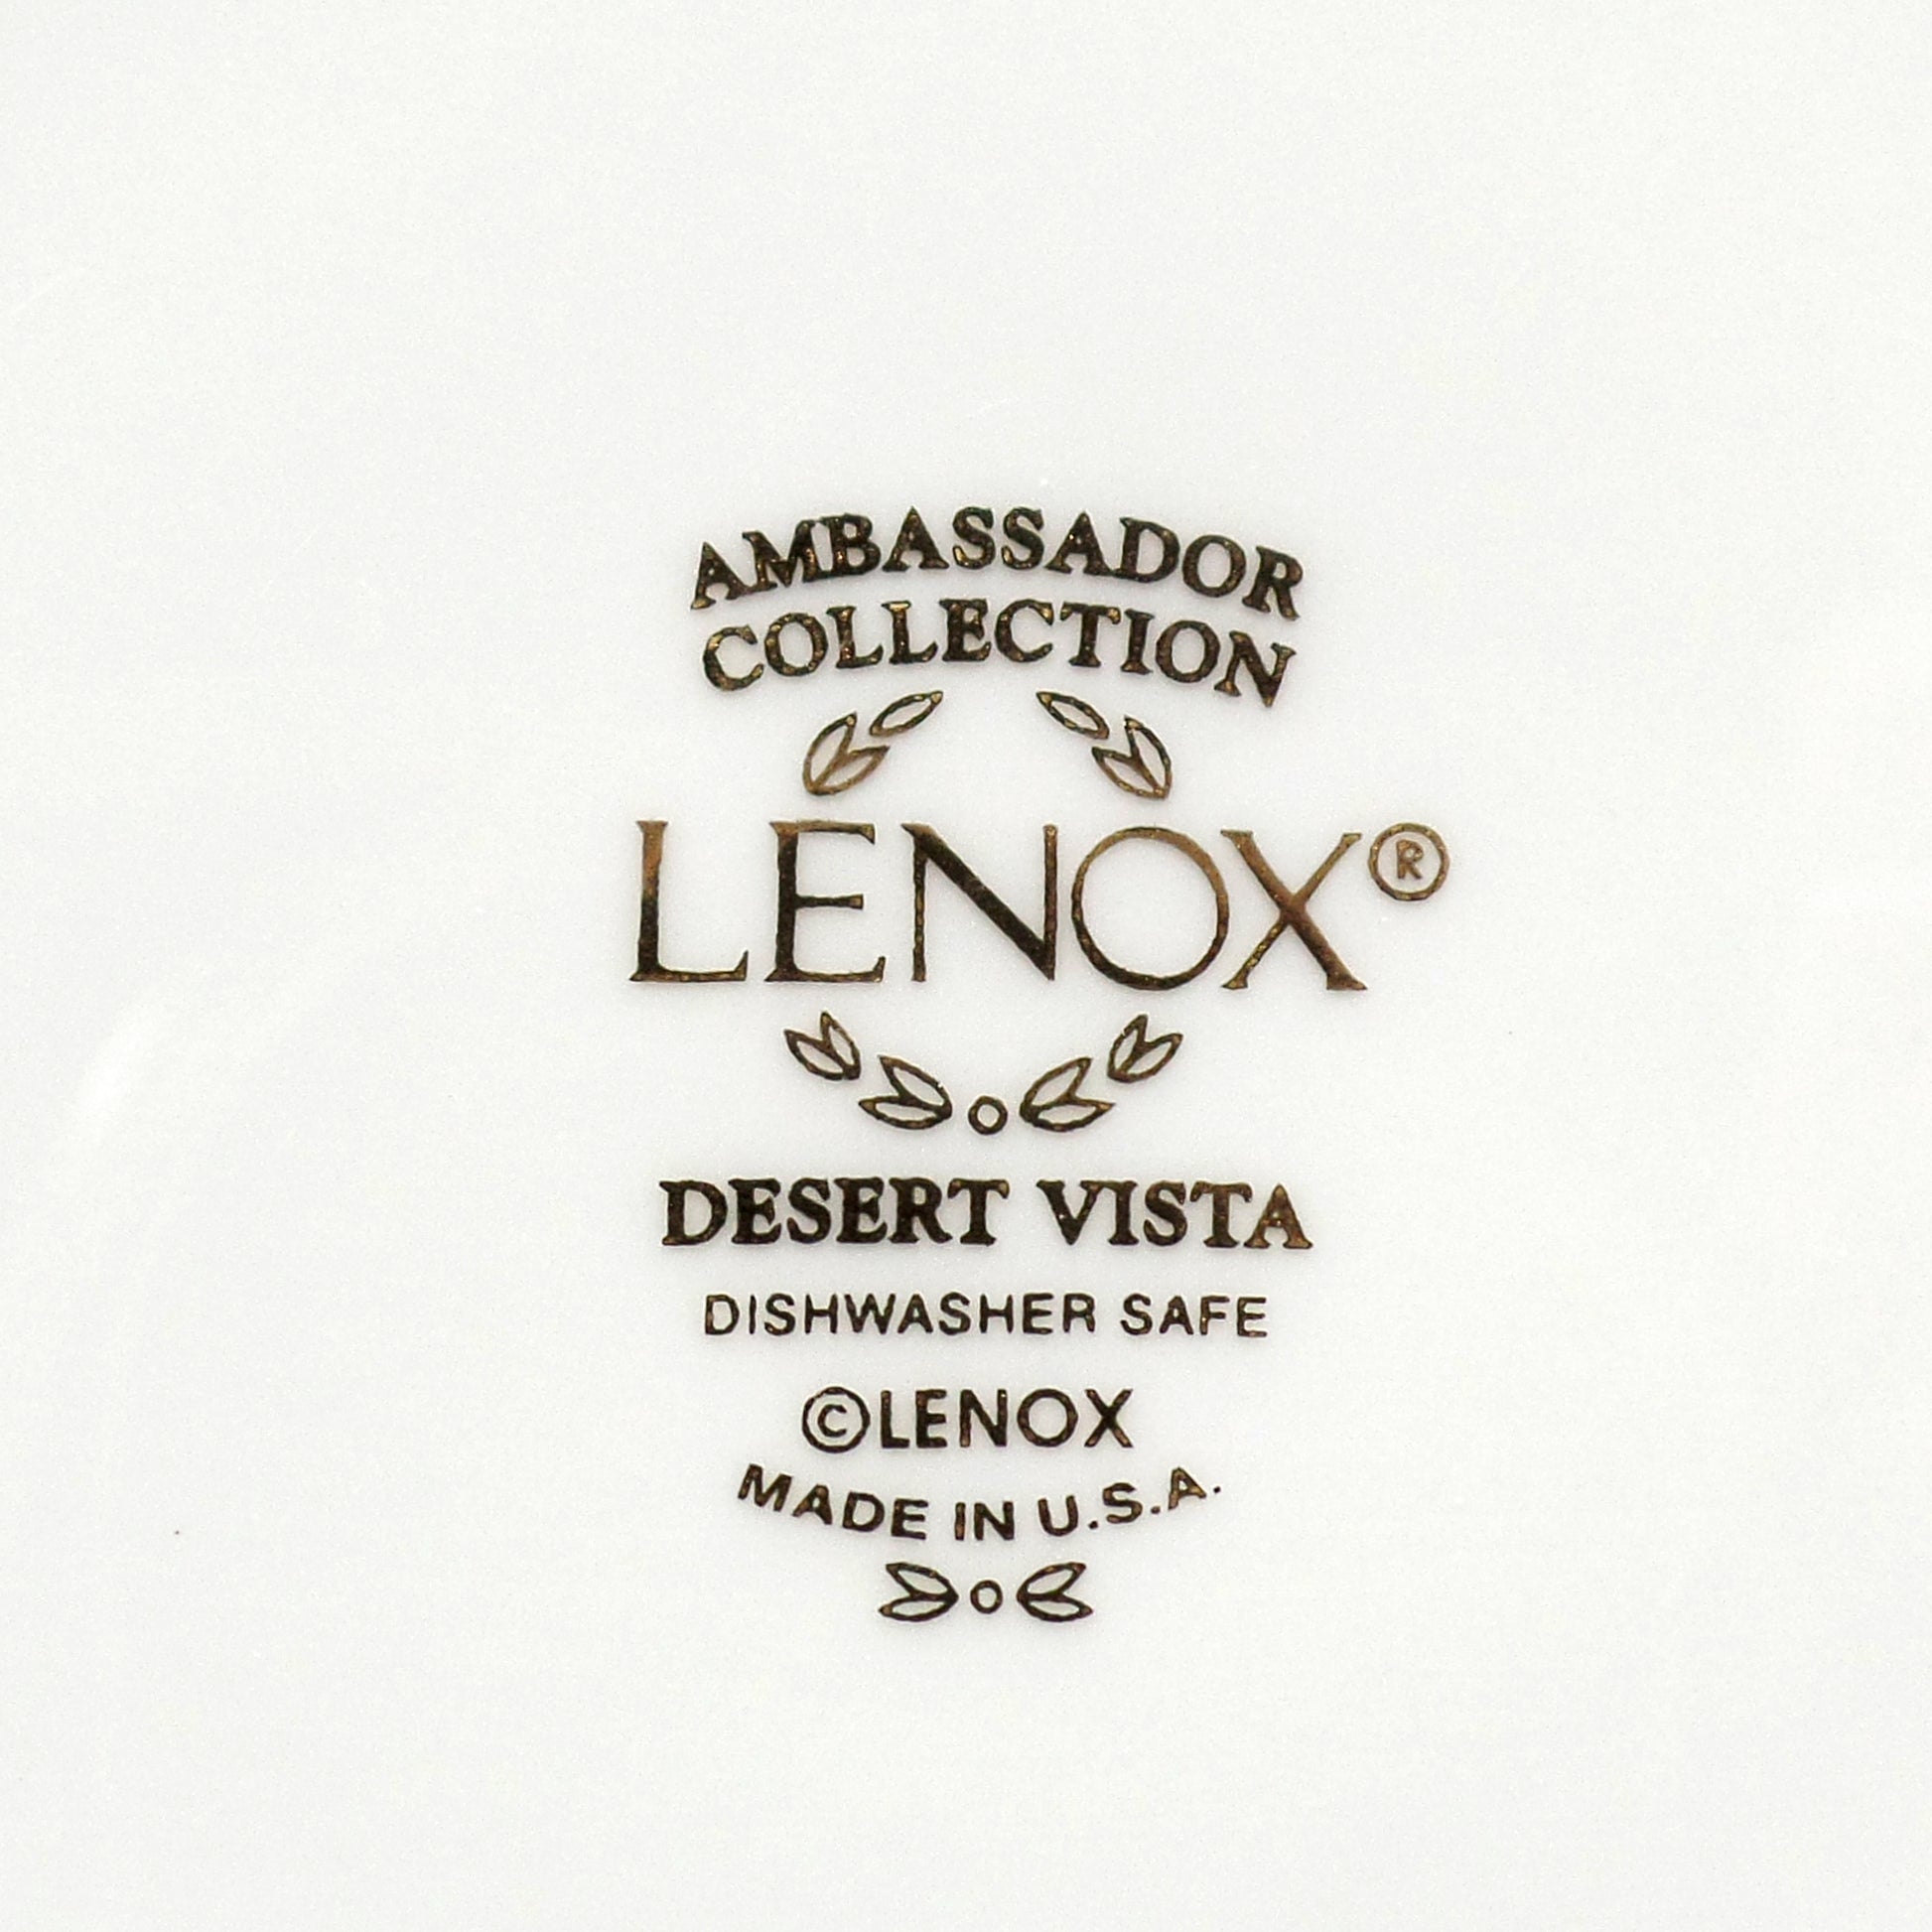 AMBASSADOR
COLLECTION
LENOX®
DESERT VISTA
DISHWASHER SAFE
©LENOX
MADE IN U.S.A.